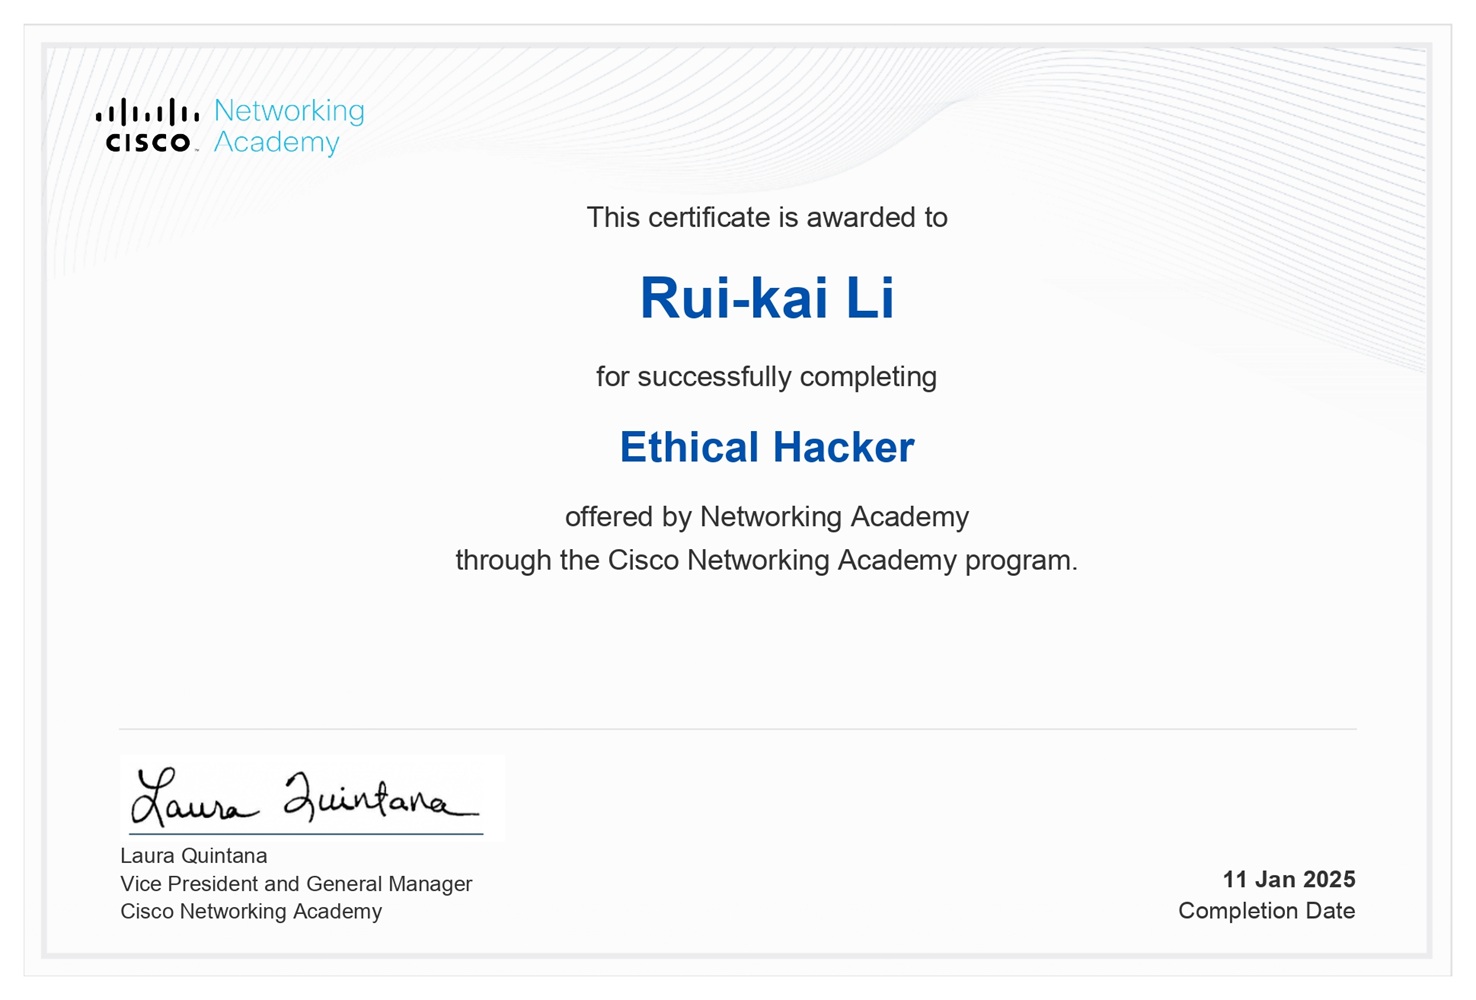 CISCO Networking
Academy
This certificate is awarded to
Rui-kai Li
for successfully completing
Ethical Hacker
offered by Networking Academy
through the Cisco Networking Academy program.
Laura Quintana
Laura Quintana
Vice President and General Manager
Cisco Networking Academy
11 Jan 2025
Completion Date